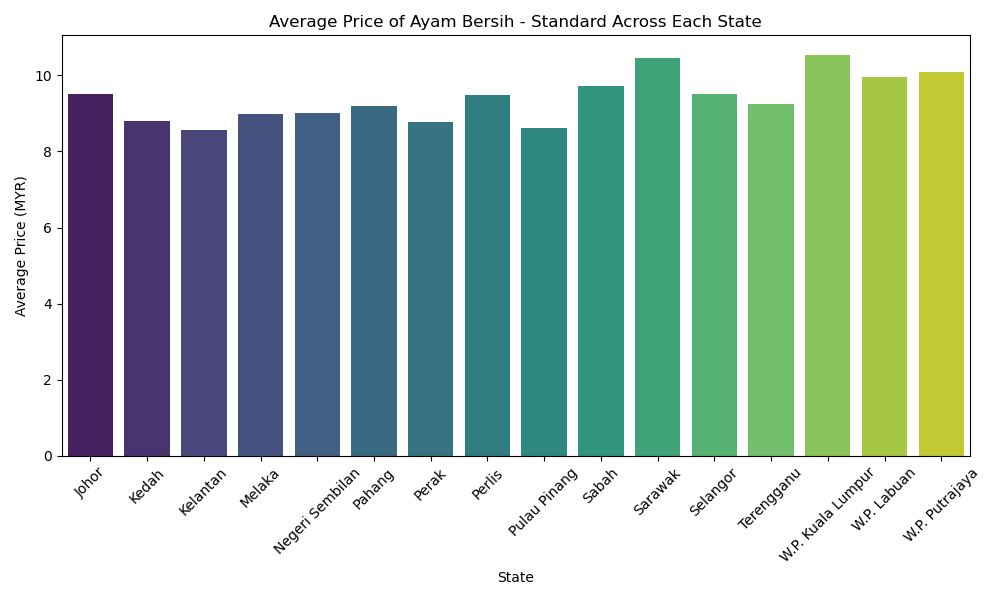 Average Price of Ayam Bersih - Standard Across Each State
Average Price (MYR)
10
8
6
4
2
0
Johor
Kedah
Kelantan
Melaka
Negeri Sembilan
Pahang
Perak
Perlis
Pulau Pinang
Sabah
Sarawak
Selangor
Terengganu
W.P. Kuala Lumpur
W.P. Labuan
W.P. Putrajaya
State